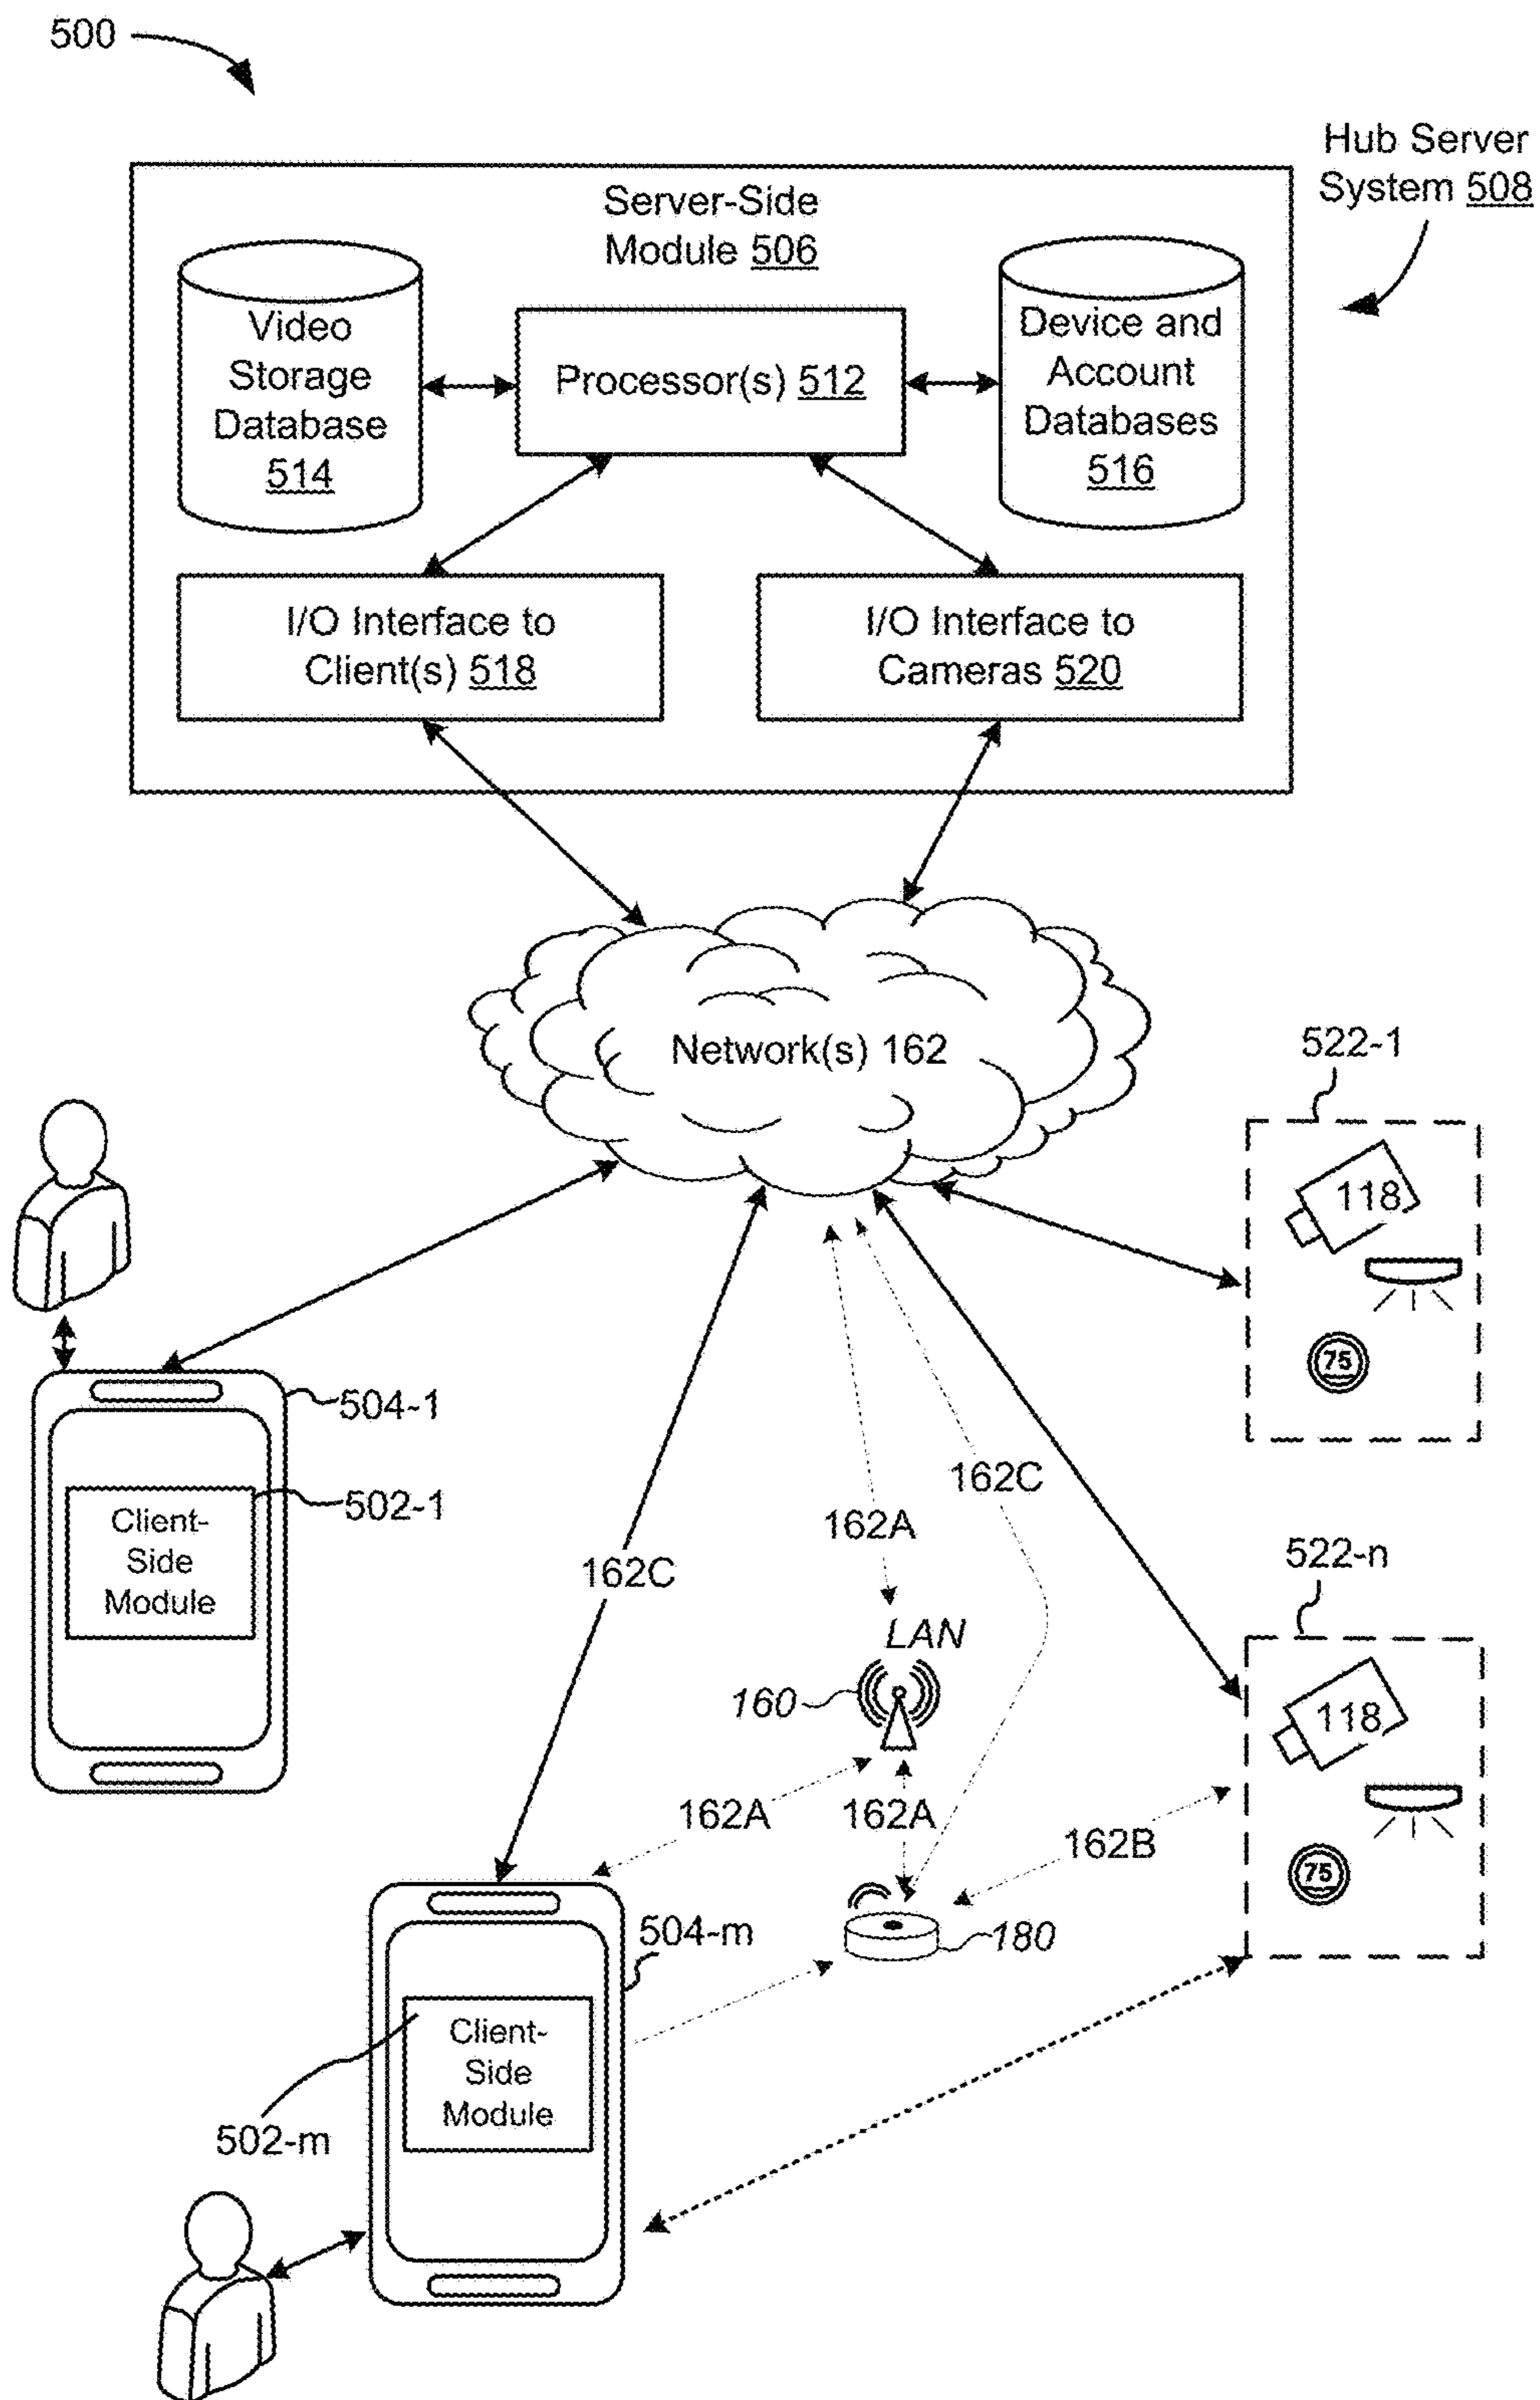 500
Hub Server
System 508
Server-Side
Module 506
Video
Storage
Database
514
Processor(s) 512
Device and
Account
Databases
516
I/O Interface to
Client(s) 518
I/O Interface to
Cameras 520
Network(s) 162
522-1
118
75
504-1
502-1
Client-
Side
Module
162C
162A
162C
LAN
160
162A
162A
162B
522-n
118
75
180
504-m
Client-
Side
Module
502-m